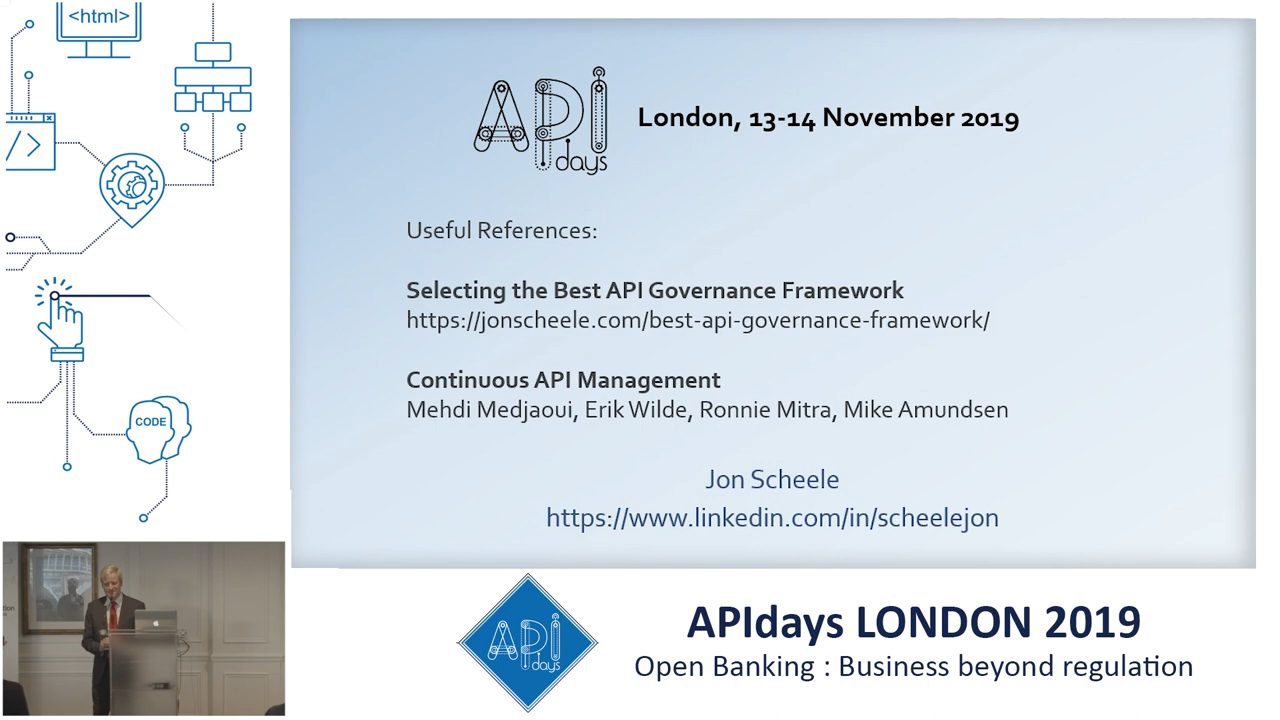 <html>
</>
CODE
API
days
London, 13-14 November 2019
Useful References:
Selecting the Best API Governance Framework
https://jonscheele.com/best-api-governance-framework/
Continuous API Management
Mehdi Medjaoui, Erik Wilde, Ronnie Mitra, Mike Amundsen
Jon Scheele
https://www.linkedin.com/in/scheelejon
API
days
APIdays LONDON 2019
Open Banking : Business beyond regulation